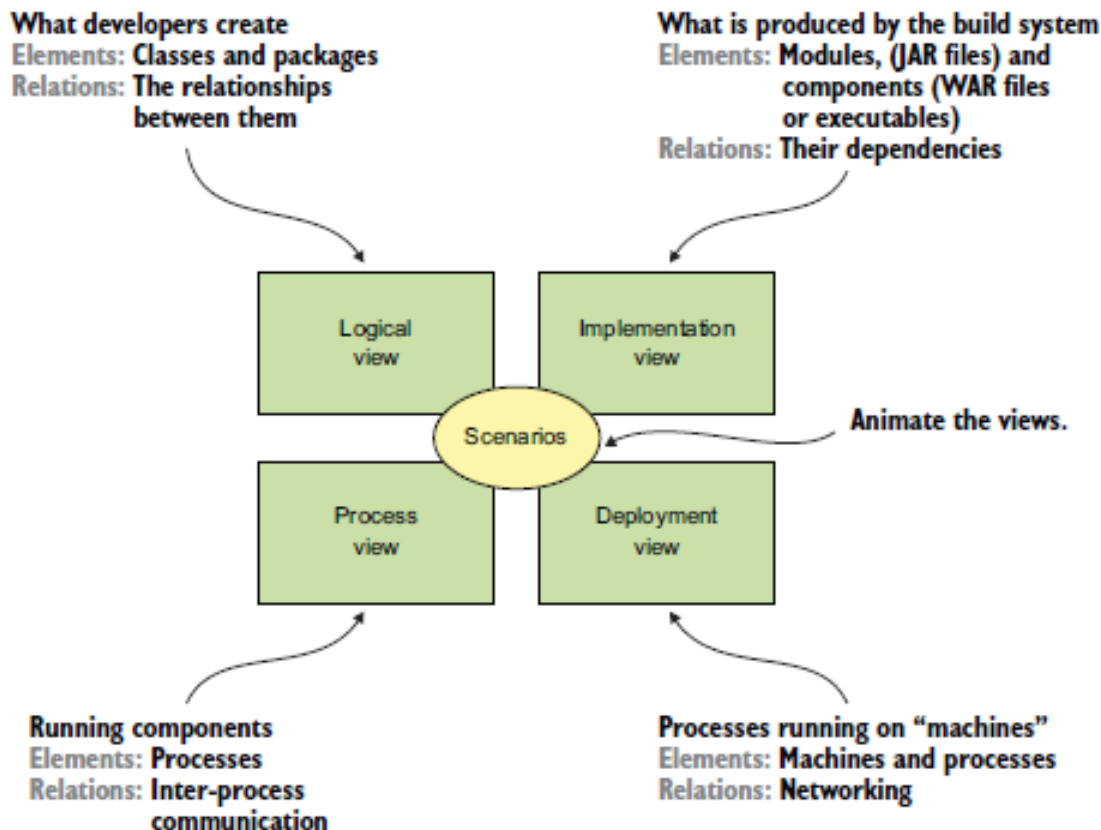 What developers create
Elements: Classes and packages
Relations: The relationships
between them
What is produced by the build system
Elements: Modules, (JAR files) and
components (WAR files
or executables)
Relations: Their dependencies
Logical
view
Implementation
view
Scenarios
Animate the views.
Process
view
Deployment
view
Running components
Elements: Processes
Relations: Inter-process
communication
Processes running on “machines”
Elements: Machines and processes
Relations: Networking